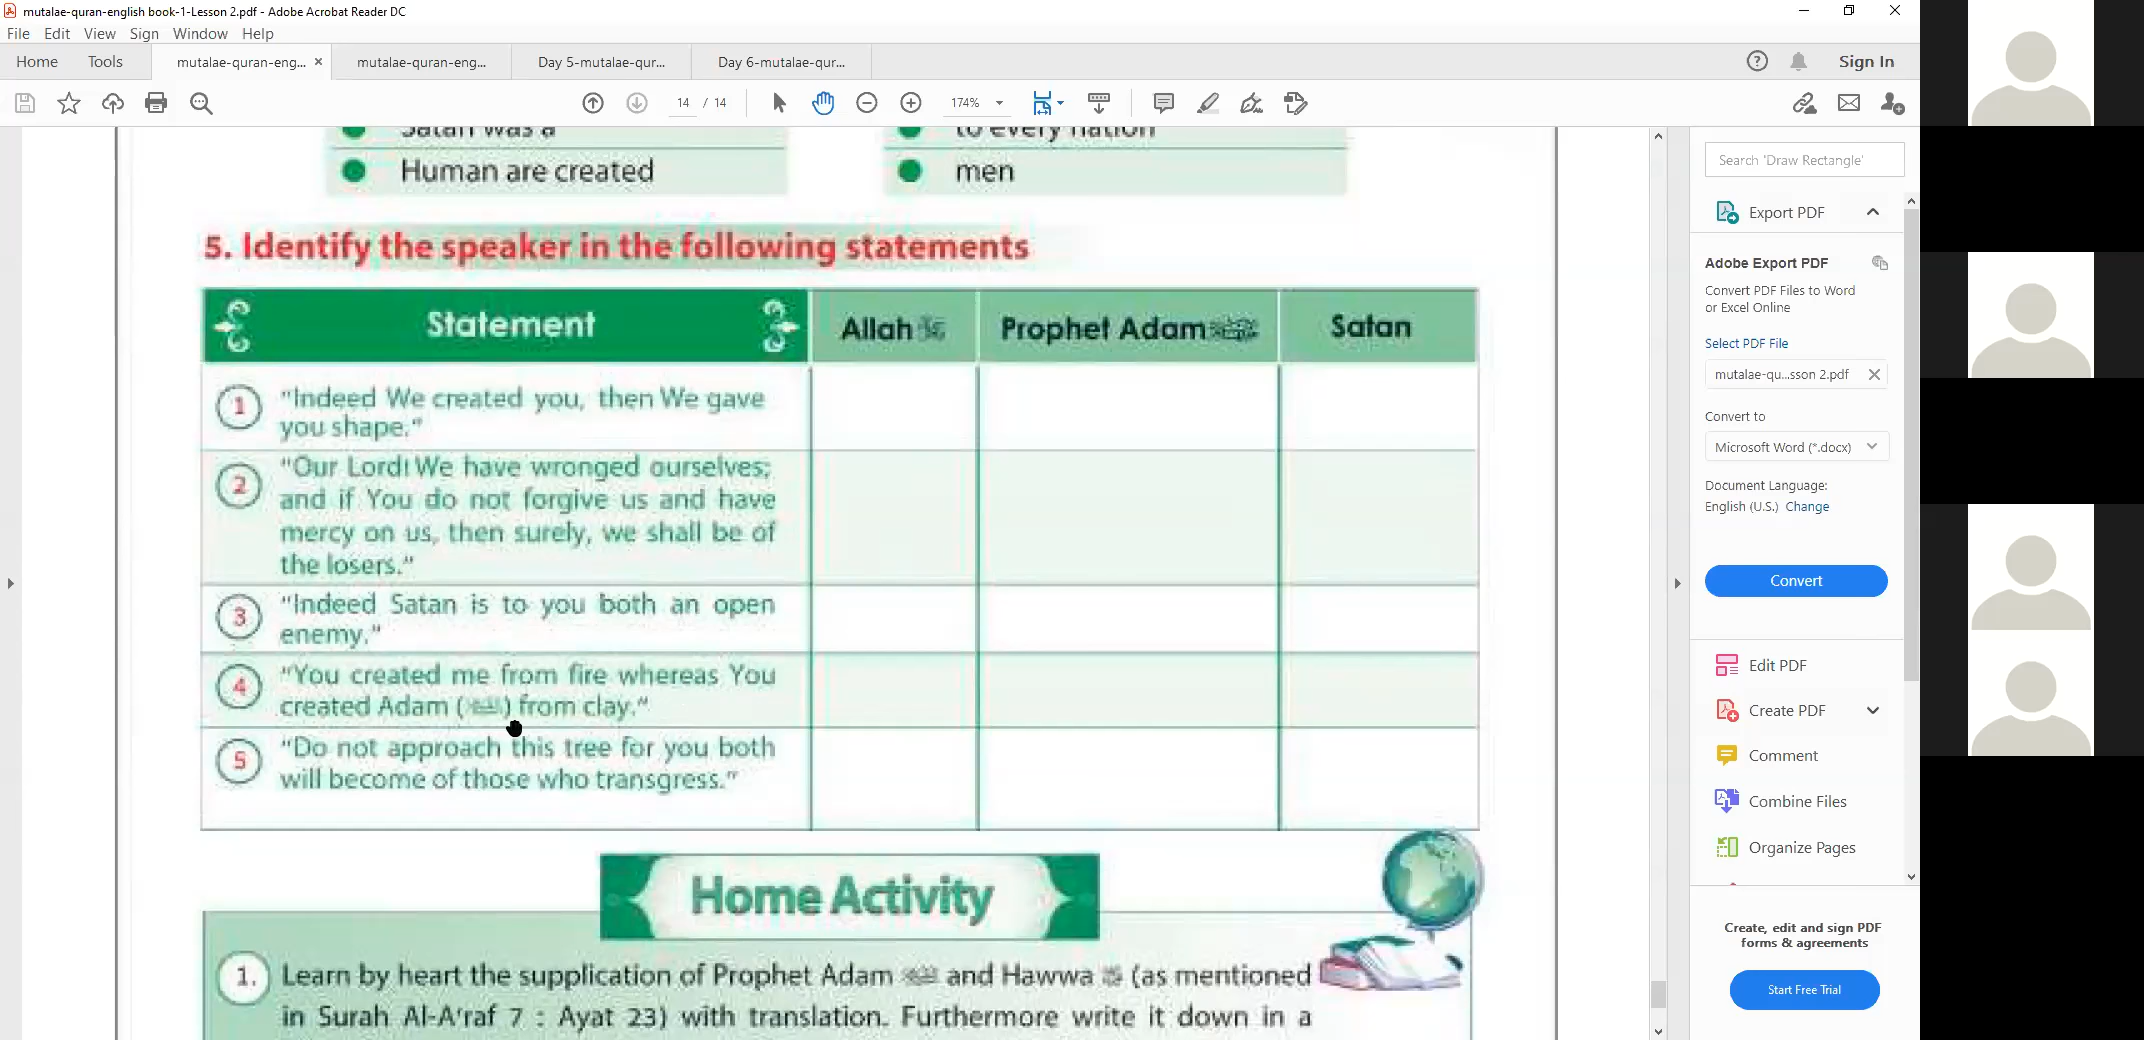 mutalae-quran-english book-1-Lesson 2.pdf - Adobe Acrobat Reader DC
File Edit View Sign Window Help
Home Tools mutalae-quran-eng... × mutalae-quran-eng... Day 5-mutalae-qur... Day 6-mutalae-qur... Sign In
14 / 14 174%
Satan was a to every nation
Human are created men
5. Identify the speaker in the following statements
Statement Allah Prophet Adam Satan
1 "Indeed We created you, then We gave
you shape."
2 "Our Lord! We have wronged ourselves;
and if You do not forgive us and have
mercy on us, then surely, we shall be of
the losers."
3 "Indeed Satan is to you both an open
enemy."
4 "You created me from fire whereas You
created Adam () from clay."
5 "Do not approach this tree for you both
will become of those who transgress."
Home Activity
1. Learn by heart the supplication of Prophet Adam and Hawwa (as mentioned
in Surah Al-A'raf 7 : Ayat 23) with translation. Furthermore write it down in a
Search 'Draw Rectangle'
Export PDF
Adobe Export PDF
Convert PDF Files to Word
or Excel Online
Select PDF File
mutalae-qu...sson 2.pdf
Convert to
Microsoft Word (*.docx)
Document Language:
English (U.S.) Change
Convert
Edit PDF
Create PDF
Comment
Combine Files
Organize Pages
Create, edit and sign PDF
forms & agreements
Start Free Trial